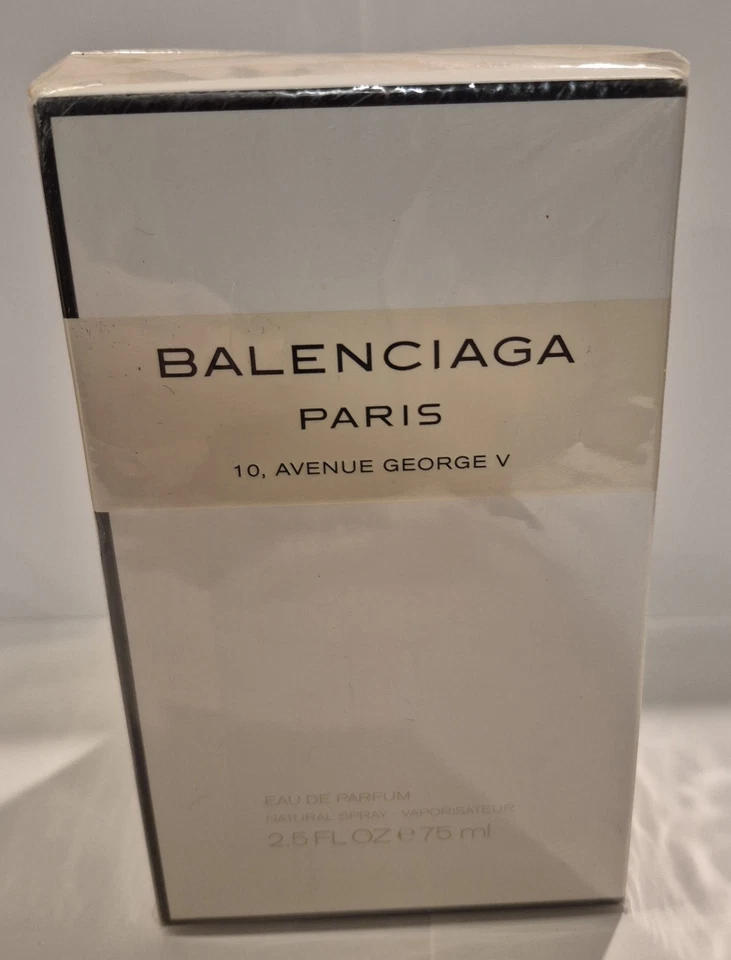 BALENCIAGA
PARIS
10, AVENUE GEORGE V
EAU DE PARFUM
NATURAL SPRAY - VAPORISATEUR
2.5 FL OZ ℮ 75 ml